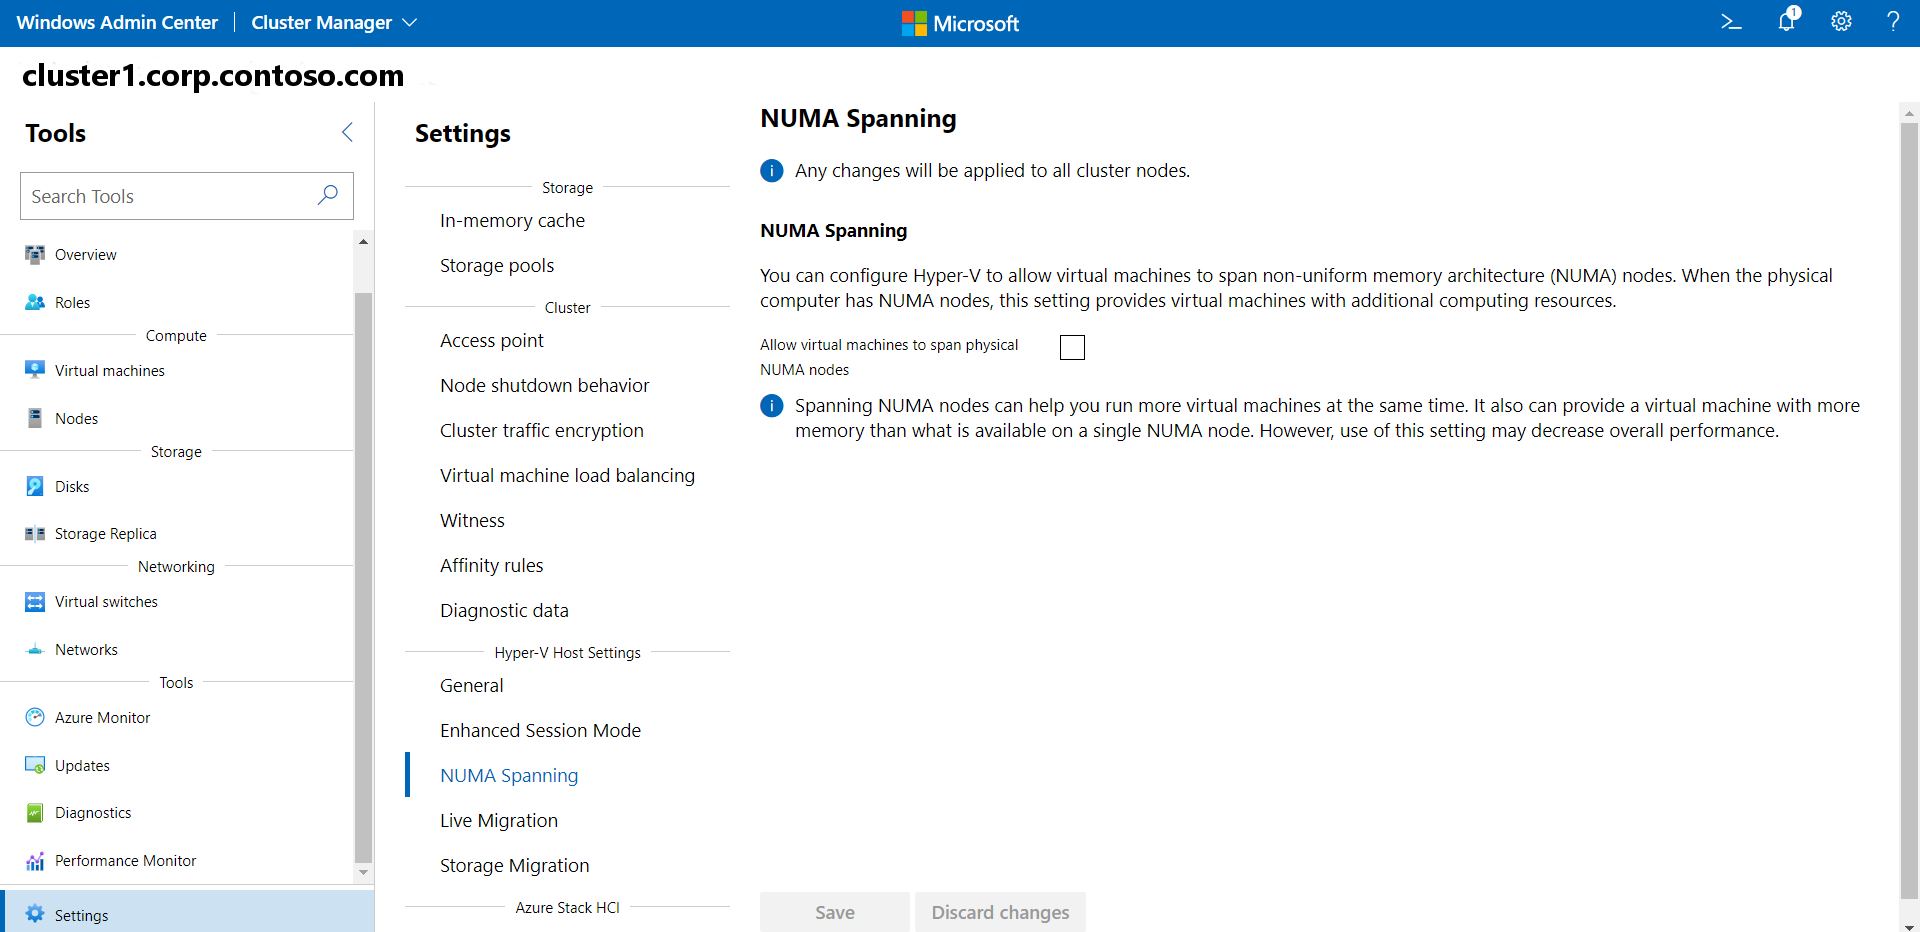 Windows Admin Center
Cluster Manager
Microsoft
1
cluster1.corp.contoso.com
Tools
Search Tools
Overview
Roles
Compute
Virtual machines
Nodes
Storage
Disks
Storage Replica
Networking
Virtual switches
Networks
Tools
Azure Monitor
Updates
Diagnostics
Performance Monitor
Settings
Settings
Storage
In-memory cache
Storage pools
Cluster
Access point
Node shutdown behavior
Cluster traffic encryption
Virtual machine load balancing
Witness
Affinity rules
Diagnostic data
Hyper-V Host Settings
General
Enhanced Session Mode
NUMA Spanning
Live Migration
Storage Migration
Azure Stack HCI
NUMA Spanning
Any changes will be applied to all cluster nodes.
NUMA Spanning
You can configure Hyper-V to allow virtual machines to span non-uniform memory architecture (NUMA) nodes. When the physical
computer has NUMA nodes, this setting provides virtual machines with additional computing resources.
Allow virtual machines to span physical
NUMA nodes
Spanning NUMA nodes can help you run more virtual machines at the same time. It also can provide a virtual machine with more
memory than what is available on a single NUMA node. However, use of this setting may decrease overall performance.
Save
Discard changes